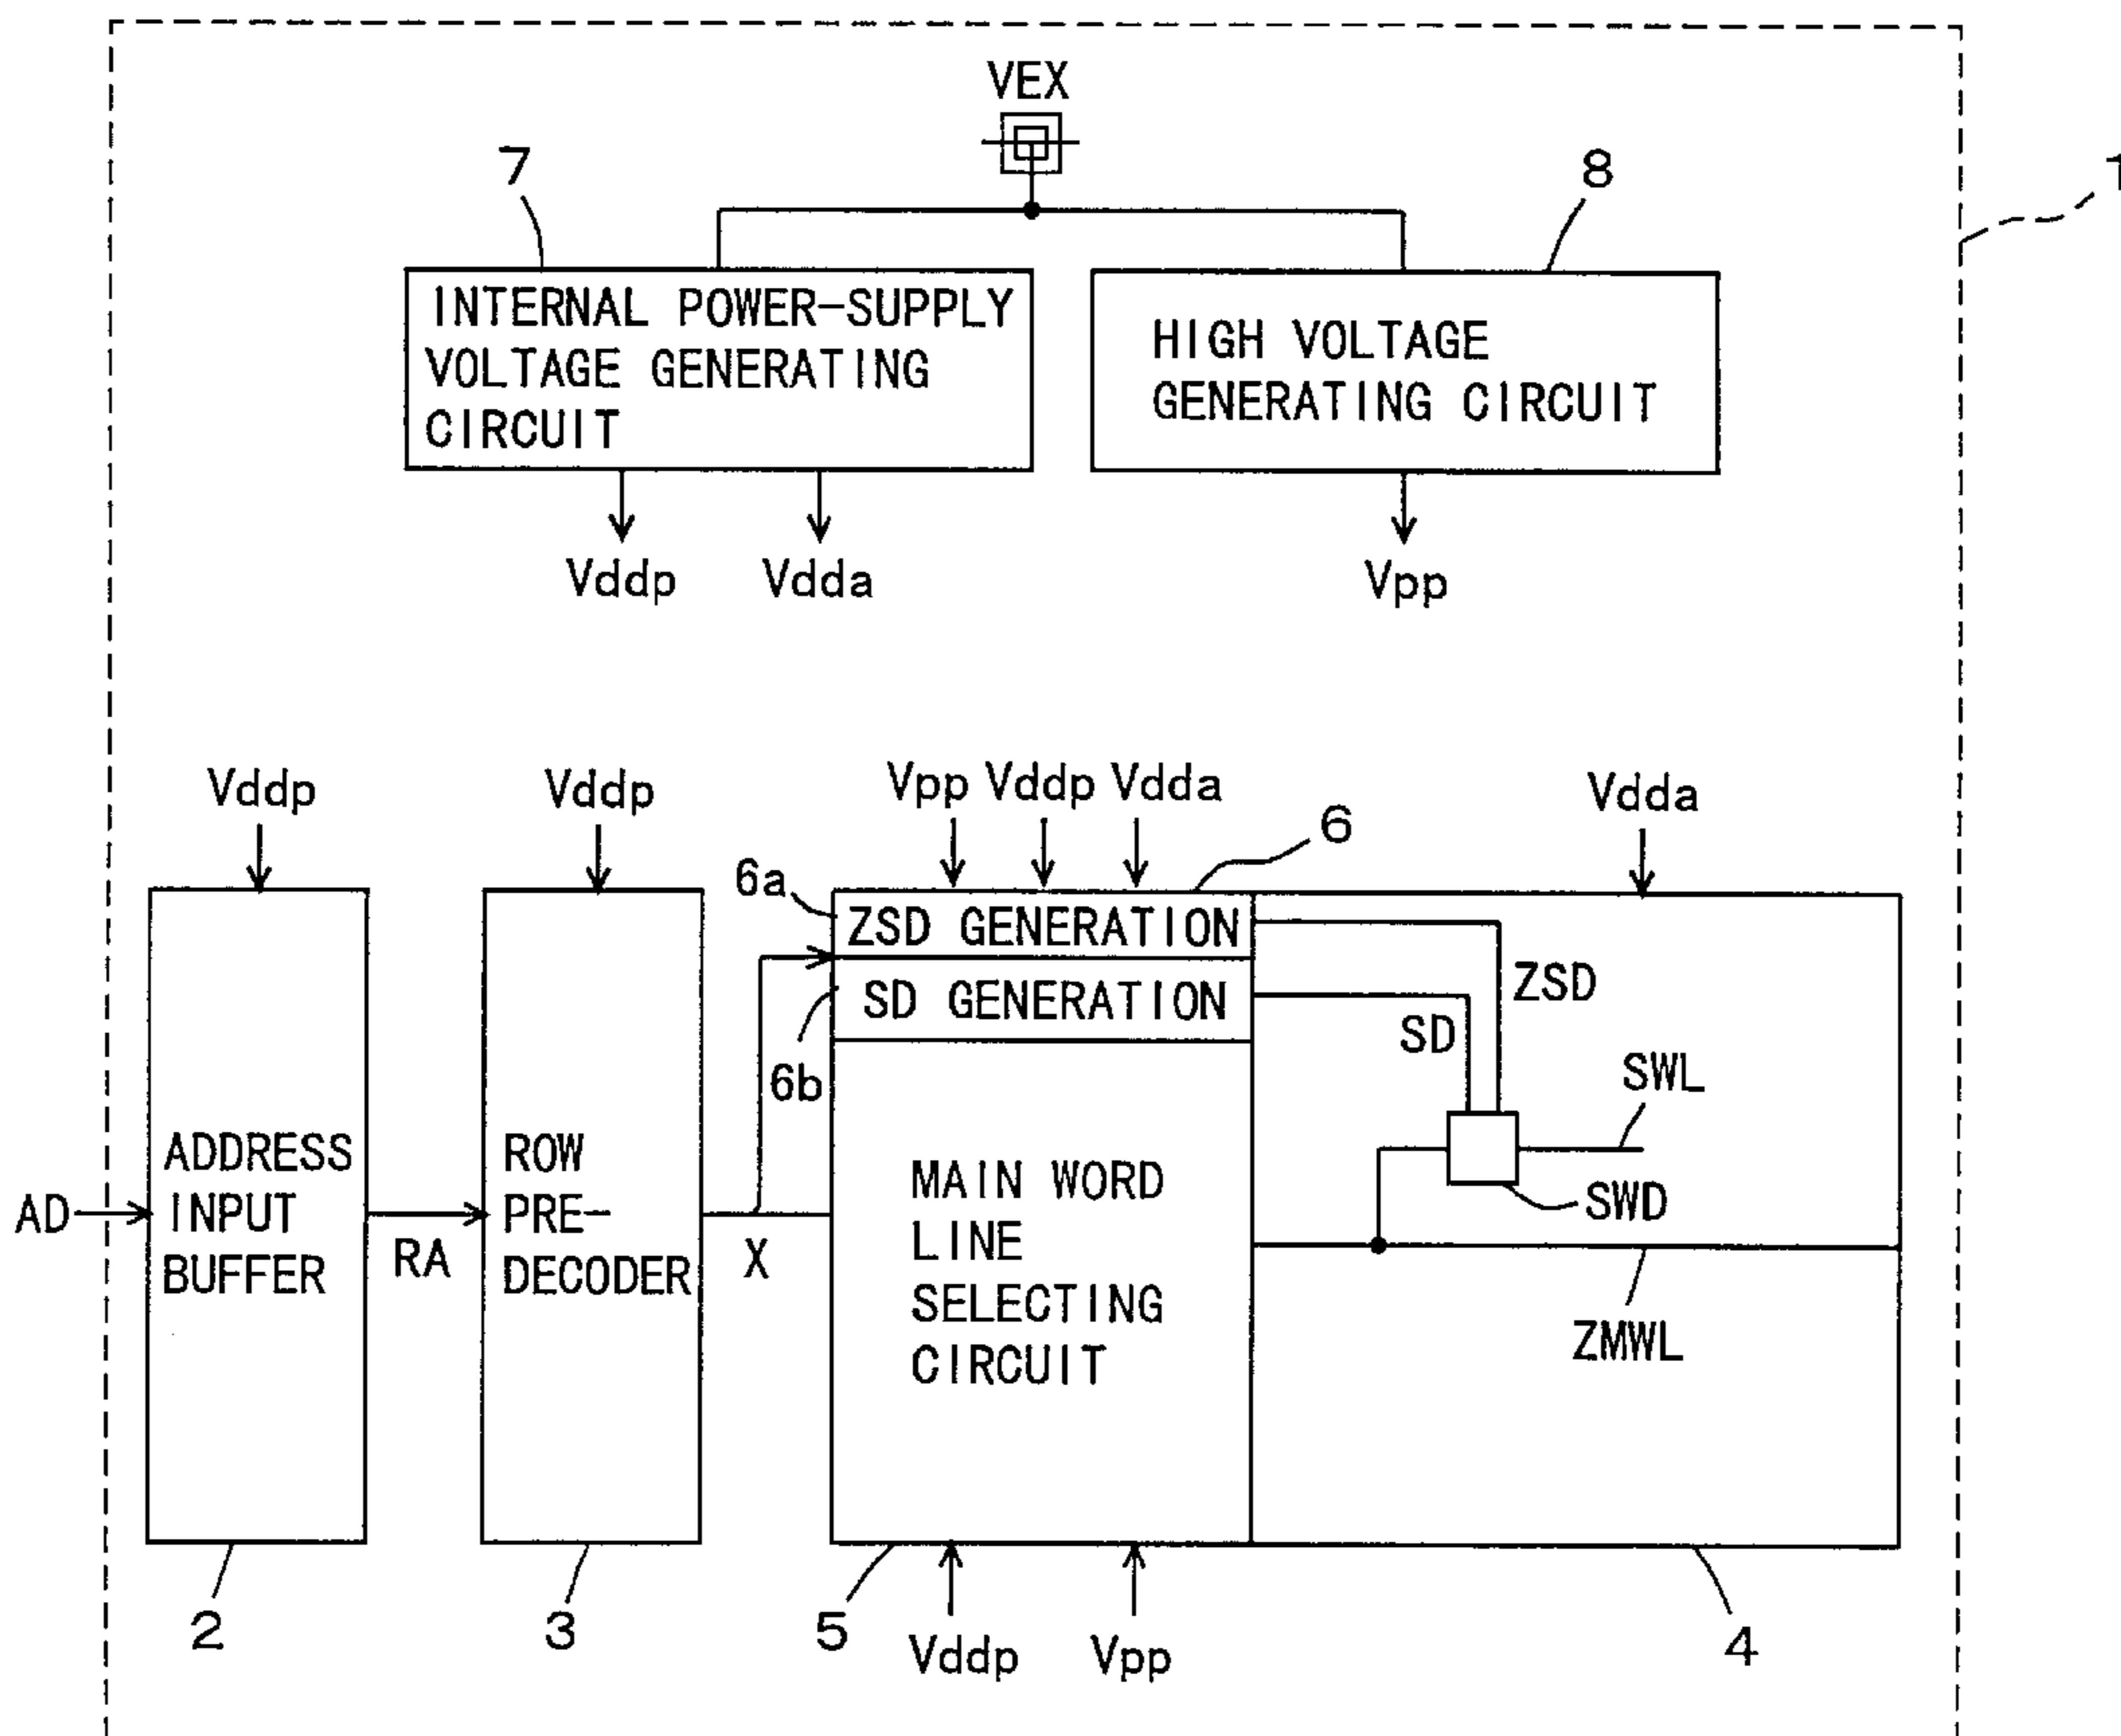 VEX
7
8
1
INTERNAL POWER-SUPPLY
VOLTAGE GENERATING
CIRCUIT
HIGH VOLTAGE
GENERATING CIRCUIT
Vddp
Vdda
Vpp
Vddp
Vddp
Vpp Vddp Vdda
Vdda
6
6a
ZSD GENERATION
SD GENERATION
6b
ZSD
SD
SWL
SWD
ZMWL
AD
ADDRESS
INPUT
BUFFER
RA
ROW
PRE-
DECODER
X
MAIN WORD
LINE
SELECTING
CIRCUIT
2
3
5
Vddp
Vpp
4